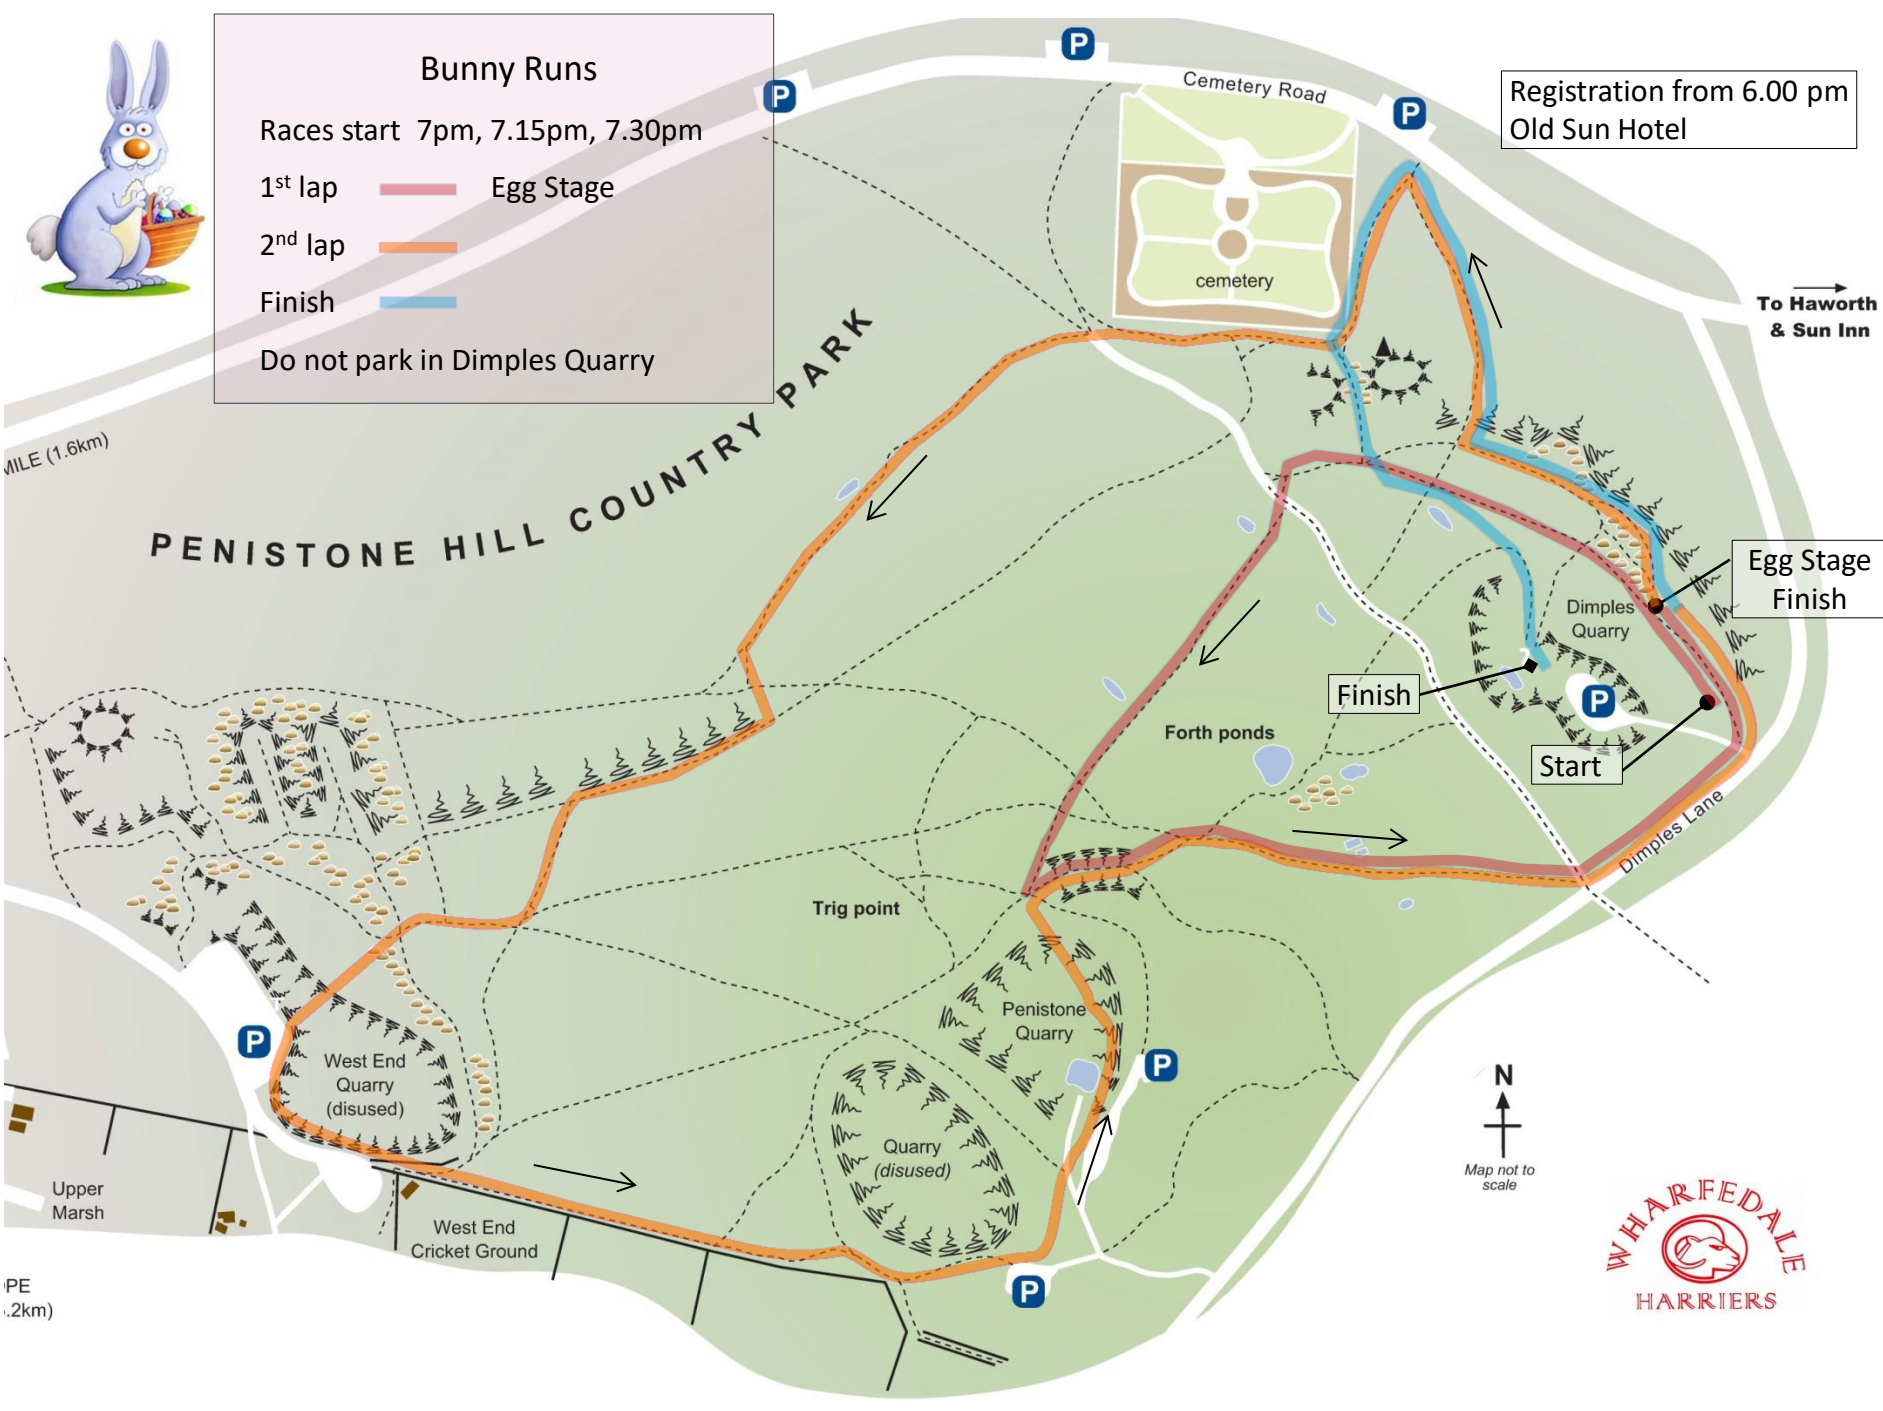 Bunny Runs
Races start 7pm, 7.15pm, 7.30pm
1st lap Egg Stage
2nd lap
Finish
Do not park in Dimples Quarry
P
P
P
Cemetery Road
Registration from 6.00 pm
Old Sun Hotel
cemetery
To Haworth
& Sun Inn
MILE (1.6km)
PENISTONE HILL COUNTRY PARK
Egg Stage
Finish
Dimples
Quarry
Finish
P
Forth ponds
Start
Dimples Lane
Trig point
Penistone
Quarry
P
West End
Quarry
(disused)
P
N
Map not to
scale
Quarry
(disused)
Upper
Marsh
West End
Cricket Ground
P
OPE
.2km)
WHARFEDALE
HARRIERS